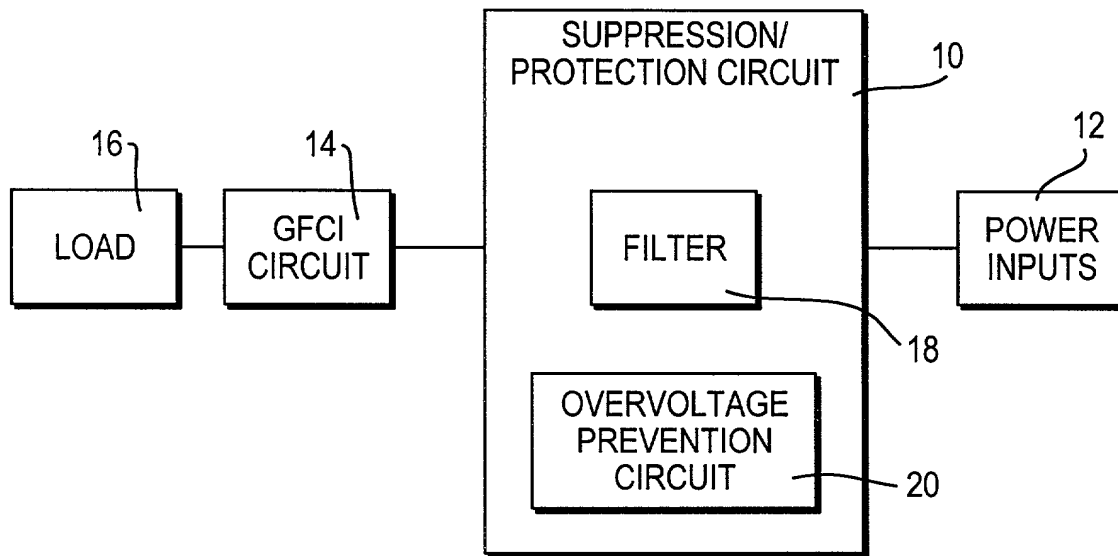 SUPPRESSION/
PROTECTION CIRCUIT
10
16
14
12
LOAD
GFCI
CIRCUIT
FILTER
POWER
INPUTS
18
OVERVOLTAGE
PREVENTION
CIRCUIT
20